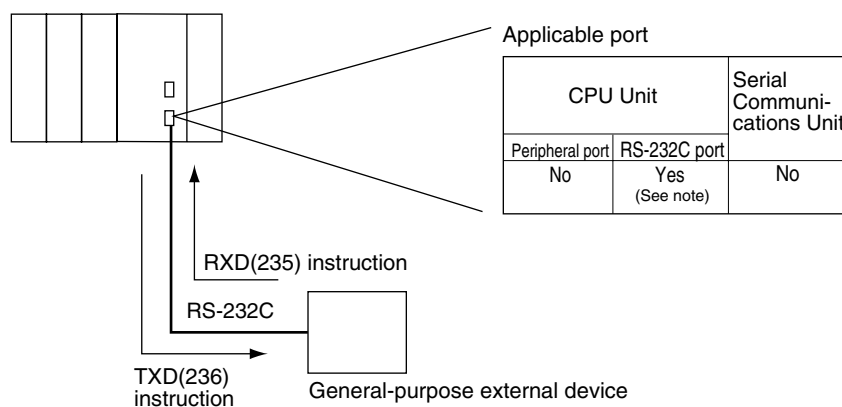 Applicable port
CPU Unit
Serial
Communi-
cations Unit
Peripheral port
RS-232C port
No
Yes
(See note)
No
RXD(235) instruction
RS-232C
TXD(236)
instruction
General-purpose external device